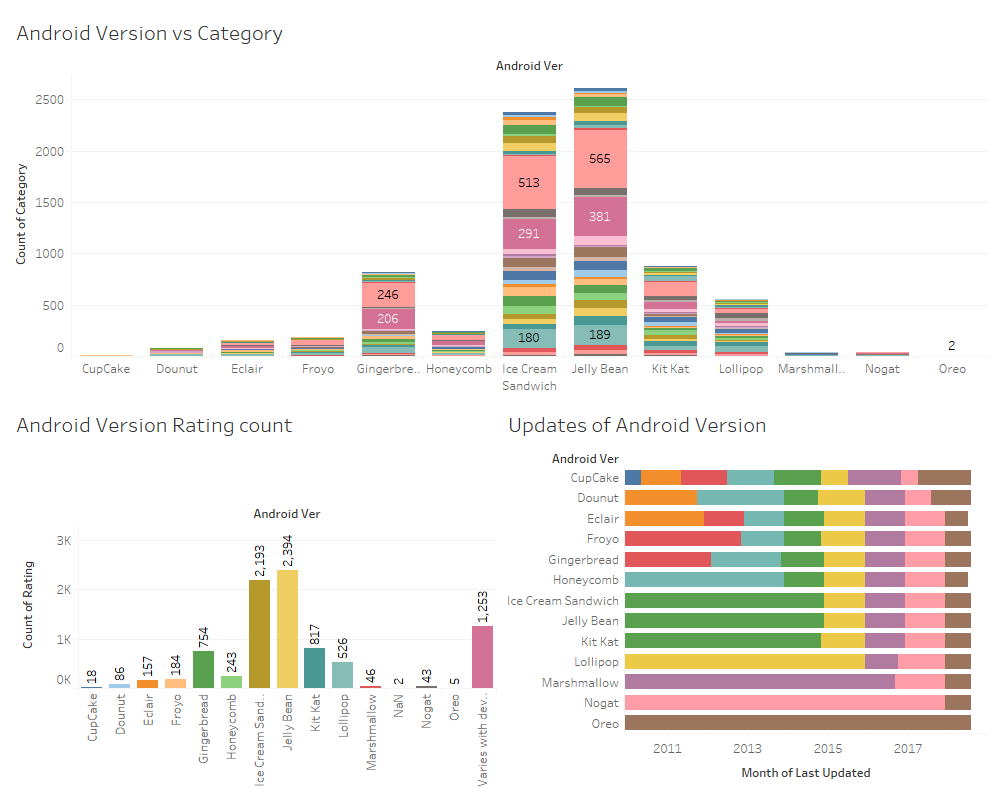 Android Version vs Category
Android Ver
Count of Category
2500
2000
1500
1000
500
0
565
513
381
291
246
206
180
189
2
CupCake
Dounut
Eclair
Froyo
Gingerbre..
Honeycomb
Ice Cream
Sandwich
Jelly Bean
Kit Kat
Lollipop
Marshmall..
Nogat
Oreo
Android Version Rating count
Android Ver
Count of Rating
3K
2K
1K
0K
18
86
157
184
754
243
2,193
2,394
817
526
46
2
43
5
1,253
CupCake
Dounut
Eclair
Froyo
Gingerbread
Honeycomb
Ice Cream Sand..
Jelly Bean
Kit Kat
Lollipop
Marshmallow
NaN
Nogat
Oreo
Varies with dev..
Updates of Android Version
Android Ver
CupCake
Dounut
Eclair
Froyo
Gingerbread
Honeycomb
Ice Cream Sandwich
Jelly Bean
Kit Kat
Lollipop
Marshmallow
Nogat
Oreo
2011
2013
2015
2017
Month of Last Updated